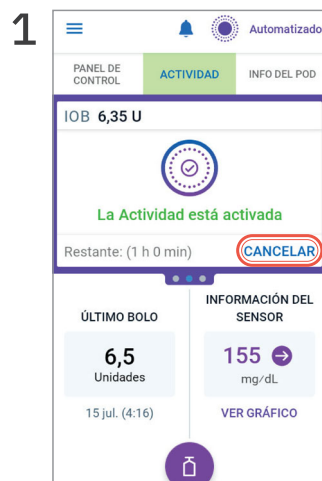 1
Automatizado
PANEL DE
CONTROL
ACTIVIDAD
INFO DEL POD
IOB 6,35 U
La Actividad está activada
Restante: (1 h 0 min)
CANCELAR
ÚLTIMO BOLO
6,5
Unidades
15 jul. (4:16)
INFORMACIÓN DEL
SENSOR
155
mg/dL
VER GRÁFICO